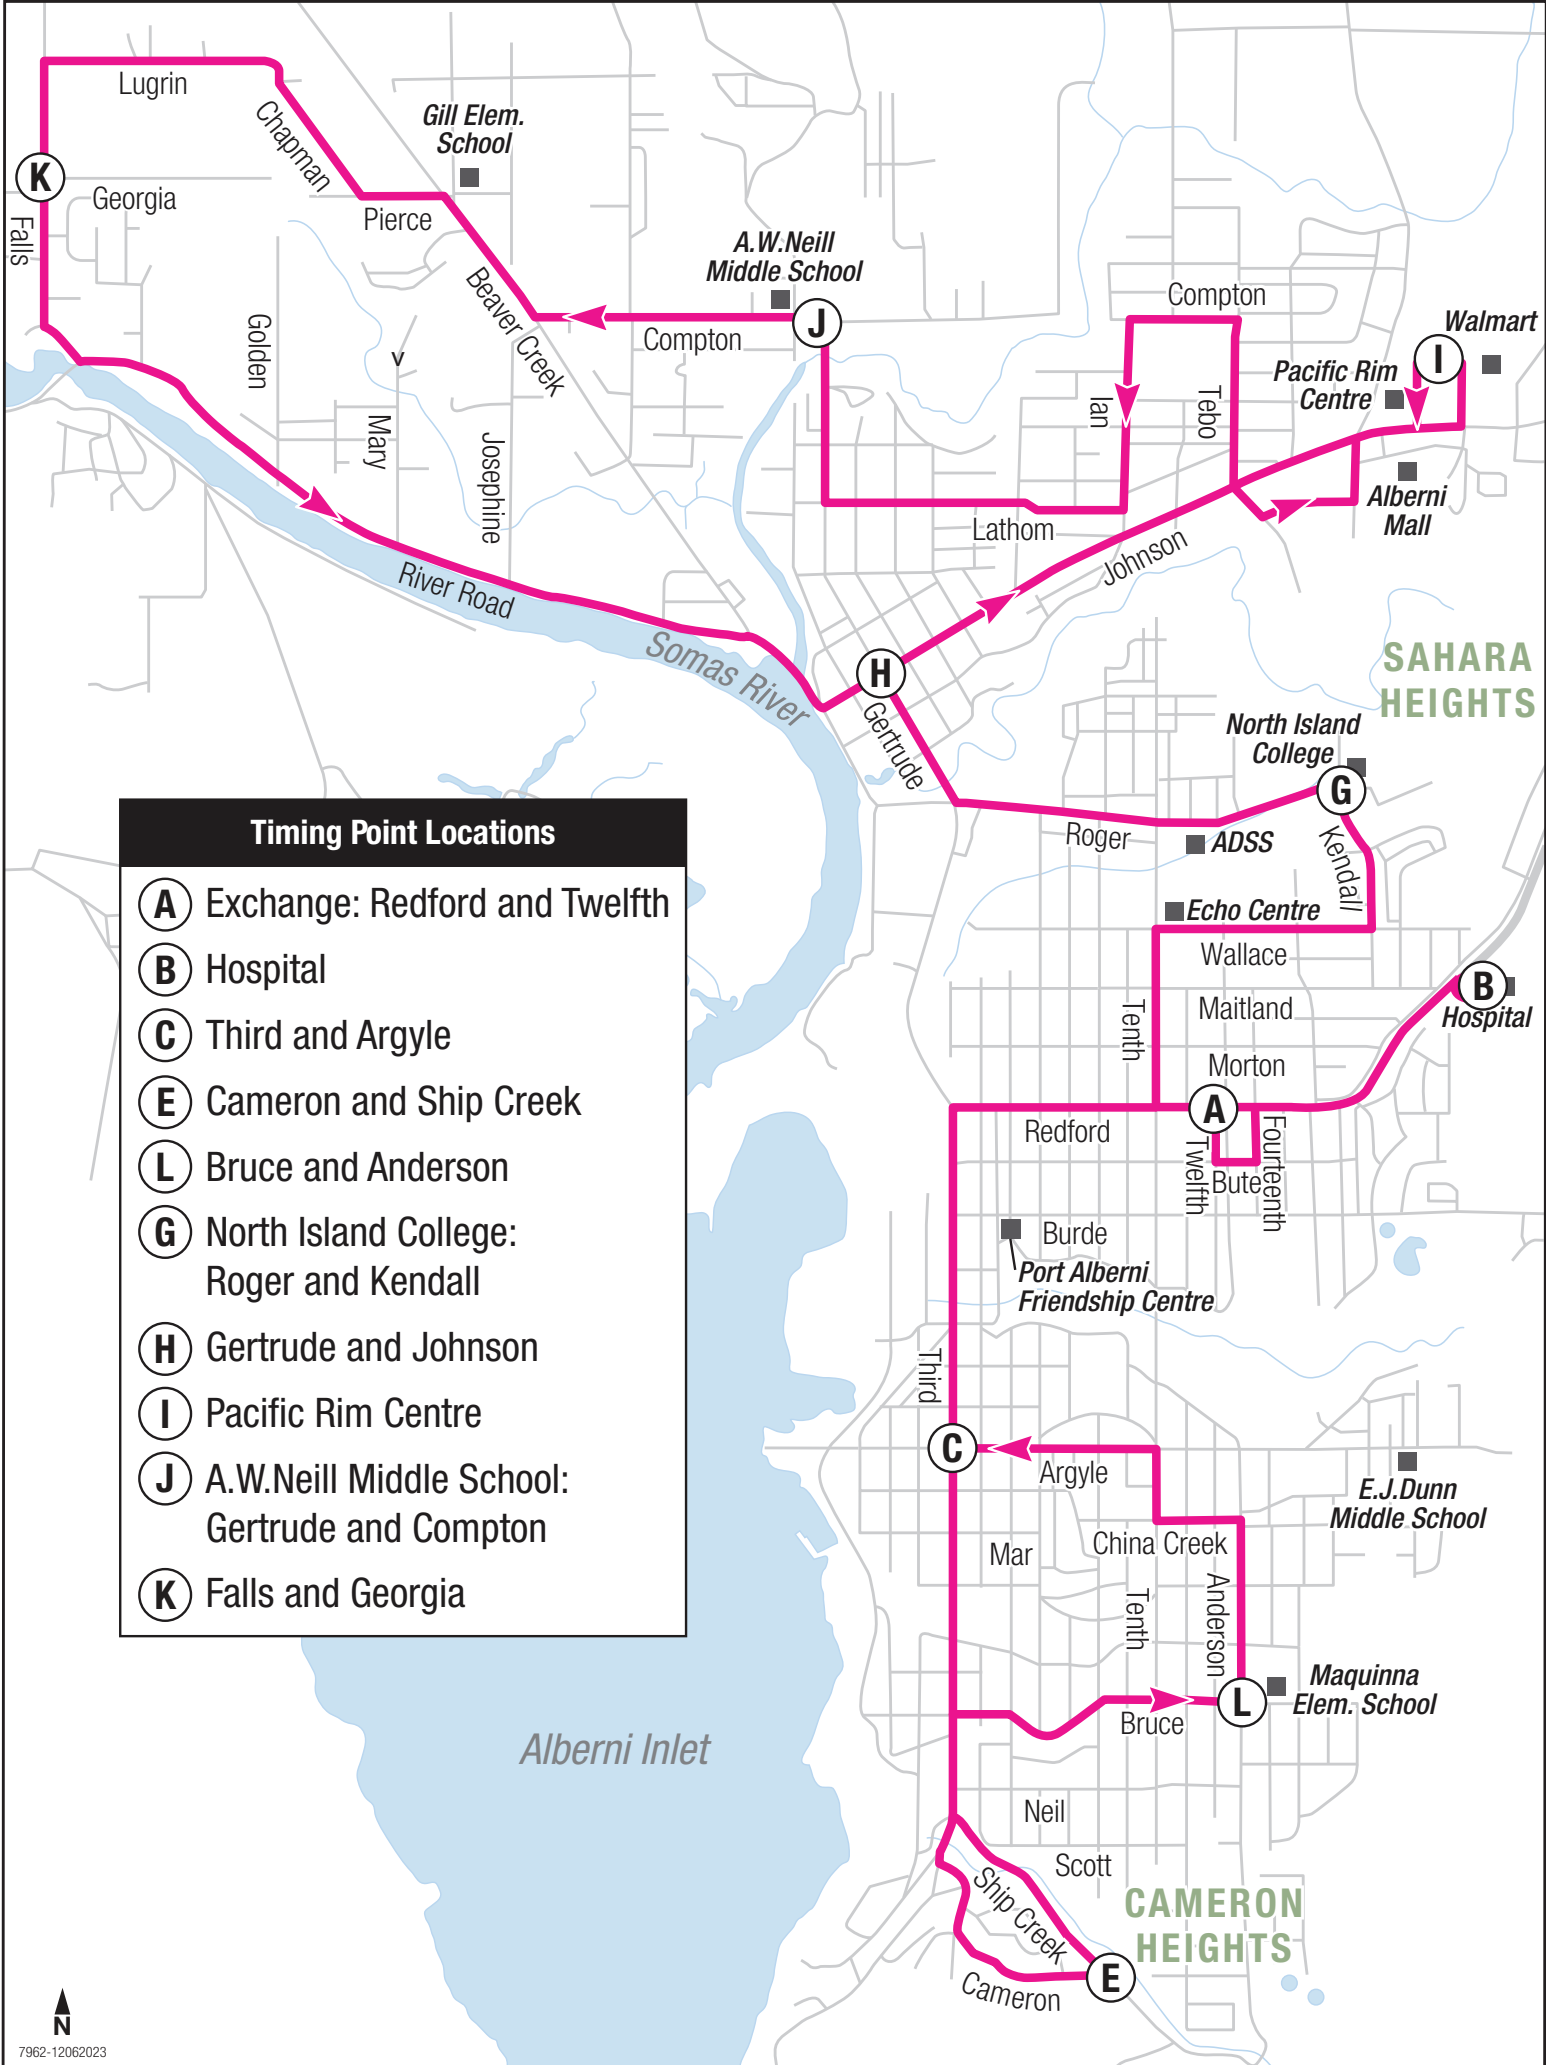 Lugrin
Chapman
Gill Elem.
School
K
Georgia
Falls
Pierce
A.W.Neill
Middle School
Beaver Creek
J
Compton
Compton
Golden
V
Mary
Josephine
Ian
Tebo
Walmart
I
Pacific Rim
Centre
Alberni
Mall
Lathom
Johnson
River Road
Somas River
H
Gertrude
SAHARA
HEIGHTS
North Island
College
G
Roger
ADSS
Kendall
Echo Centre
Wallace
Tenth
Maitland
B
Hospital
Morton
A
Redford
Twelfth
Bute
Fourteenth
Burde
Port Alberni
Friendship Centre
Third
C
Argyle
E.J.Dunn
Middle School
China Creek
Mar
Tenth
Anderson
Maquinna
Elem. School
L
Bruce
Neil
Scott
Ship Creek
CAMERON
HEIGHTS
E
Cameron
Alberni Inlet
Timing Point Locations
A Exchange: Redford and Twelfth
B Hospital
C Third and Argyle
E Cameron and Ship Creek
L Bruce and Anderson
G North Island College:
Roger and Kendall
H Gertrude and Johnson
I Pacific Rim Centre
J A.W.Neill Middle School:
Gertrude and Compton
K Falls and Georgia
N
7962-12062023